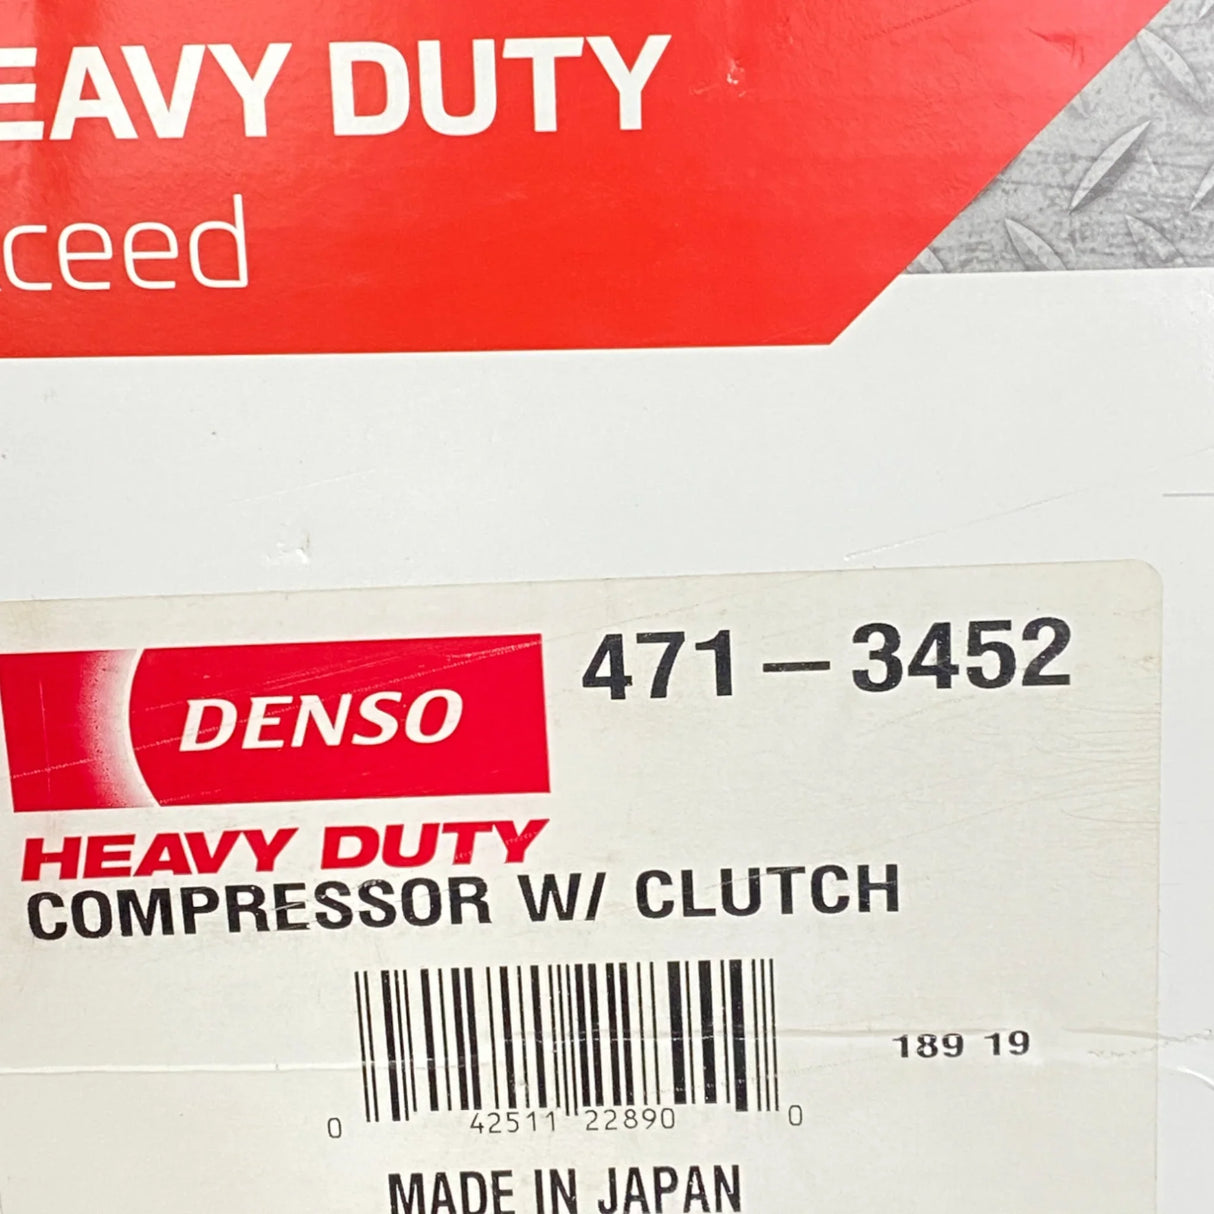 EAVY DUTY
ceed
DENSO
471-3452
HEAVY DUTY
COMPRESSOR W/ CLUTCH
189 19
0 42511 22890 0
MADE IN JAPAN